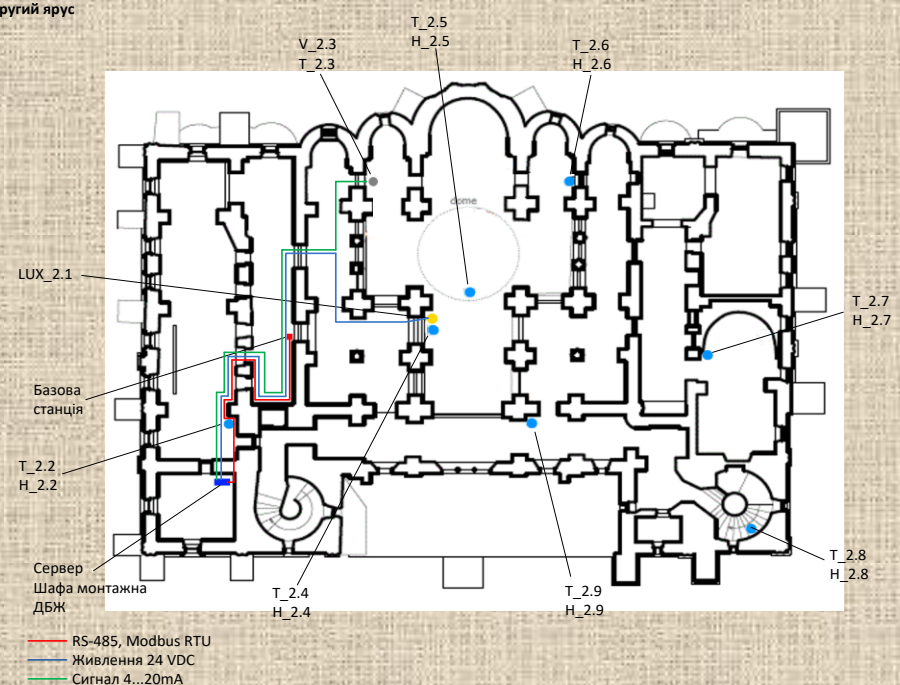 ругий ярус
T_2.5
H_2.5
V_2.3
T_2.3
T_2.6
H_2.6
dome
LUX_2.1
T_2.7
H_2.7
Базова
станція
T_2.2
H_2.2
Сервер
Шафа монтажна
ДБЖ
T_2.4
H_2.4
T_2.9
H_2.9
T_2.8
H_2.8
RS-485, Modbus RTU
Живлення 24 VDC
Сигнал 4...20mA